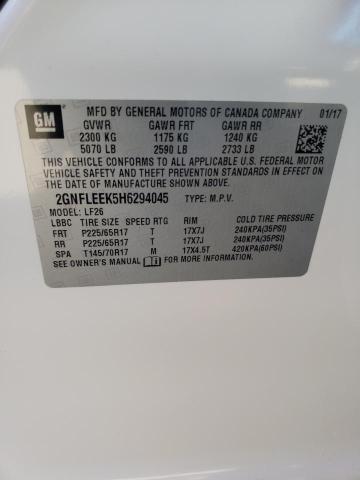 GM
MFD BY GENERAL MOTORS OF CANADA COMPANY 01/17
GVWR GAWR FRT GAWR RR
2300 KG 1175 KG 1240 KG
5070 LB 2590 LB 2733 LB
THIS VEHICLE CONFORMS TO ALL APPLICABLE U.S. FEDERAL MOTOR
VEHICLE SAFETY AND THEFT PREVENTION STANDARDS IN EFFECT ON
THE DATE OF MANUFACTURE SHOWN ABOVE.
2GNFLEEK5H6294045 TYPE: M.P.V.
MODEL: LF26
LBBC TIRE SIZE SPEED RTG RIM COLD TIRE PRESSURE
FRT P225/65R17 T 17X7J 240KPA(35PSI)
RR P225/65R17 T 17X7J 240KPA(35PSI)
SPA T145/70R17 M 17X4.5T 420KPA(60PSI)
SEE OWNER'S MANUAL FOR MORE INFORMATION.